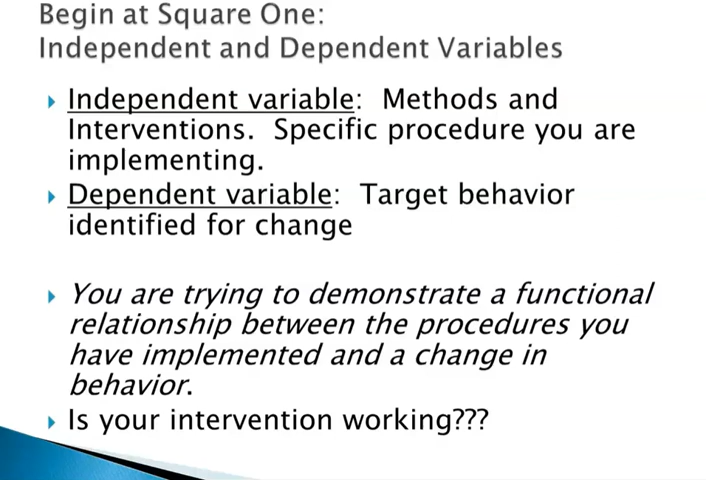 Begin at Square One:
Independent and Dependent Variables
Independent variable:  Methods and
Interventions.  Specific procedure you are
implementing.
Dependent variable:  Target behavior
identified for change
You are trying to demonstrate a functional
relationship between the procedures you
have implemented and a change in
behavior.
Is your intervention working???